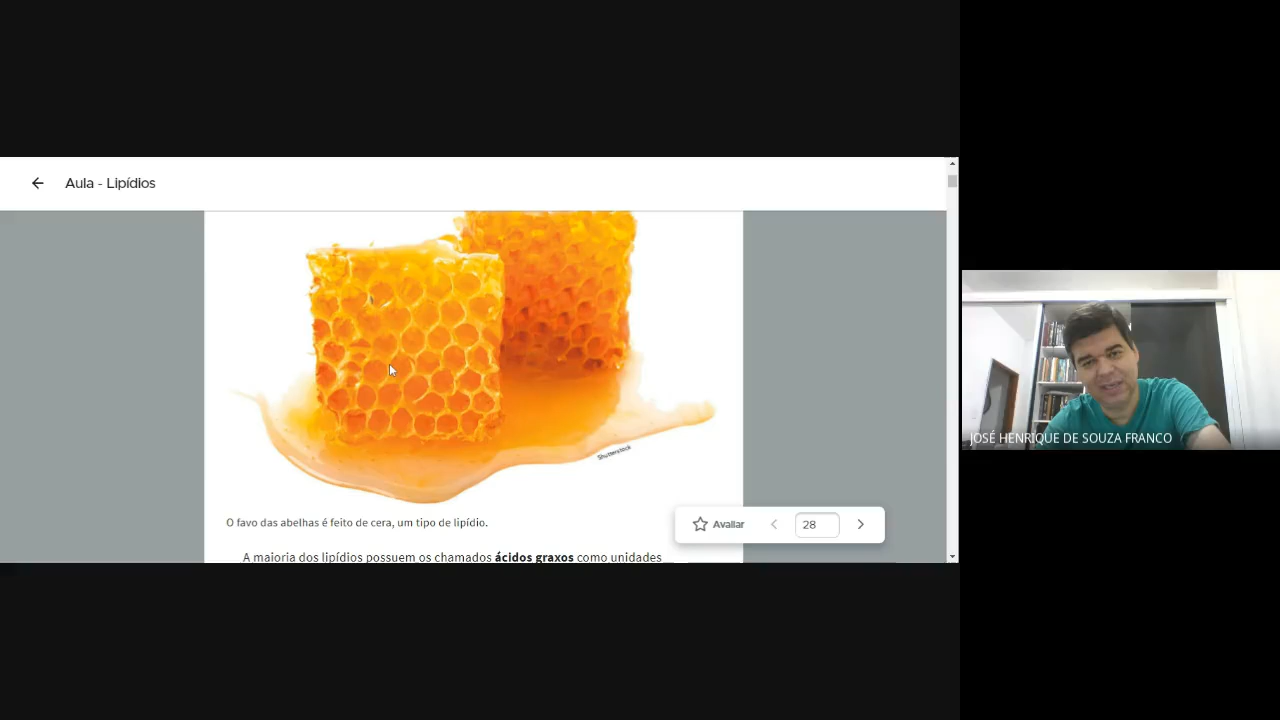 Aula - Lipídios
Shutterstock
O favo das abelhas é feito de cera, um tipo de lipídio.
Avaliar
28
A maioria dos lipídios possuem os chamados ácidos graxos como unidades
JOSÉ HENRIQUE DE SOUZA FRANCO